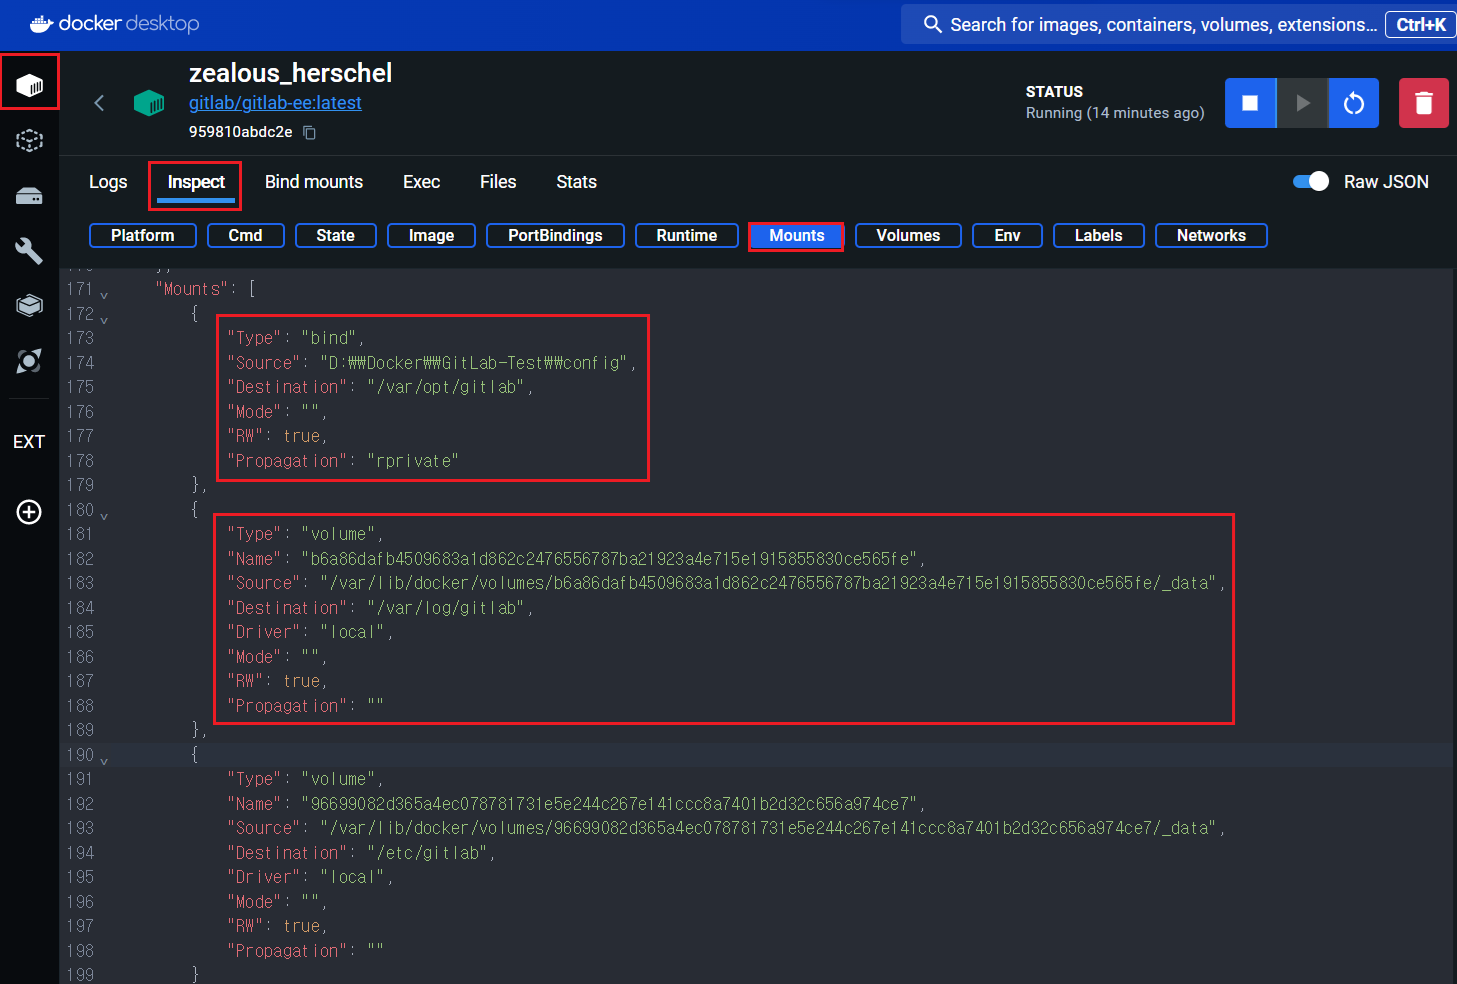 docker desktop
Search for images, containers, volumes, extensions... Ctrl+K
zealous_herschel
gitlab/gitlab-ee:latest
959810abdc2e
STATUS
Running (14 minutes ago)
Logs Inspect Bind mounts Exec Files Stats Raw JSON
Platform Cmd State Image PortBindings Runtime Mounts Volumes Env Labels Networks
EXT
171 "Mounts": [
172 {
173 "Type": "bind",
174 "Source": "D:₩₩Docker₩₩GitLab-Test₩₩config",
175 "Destination": "/var/opt/gitlab",
176 "Mode": "",
177 "RW": true,
178 "Propagation": "rprivate"
179 },
180 {
181 "Type": "volume",
182 "Name": "b6a86dafb4509683a1d862c2476556787ba21923a4e715e1915855830ce565fe",
183 "Source": "/var/lib/docker/volumes/b6a86dafb4509683a1d862c2476556787ba21923a4e715e1915855830ce565fe/_data",
184 "Destination": "/var/log/gitlab",
185 "Driver": "local",
186 "Mode": "",
187 "RW": true,
188 "Propagation": ""
189 },
190 {
191 "Type": "volume",
192 "Name": "96699082d365a4ec078781731e5e244c267e141ccc8a7401b2d32c656a974ce7",
193 "Source": "/var/lib/docker/volumes/96699082d365a4ec078781731e5e244c267e141ccc8a7401b2d32c656a974ce7/_data",
194 "Destination": "/etc/gitlab",
195 "Driver": "local",
196 "Mode": "",
197 "RW": true,
198 "Propagation": ""
199 }